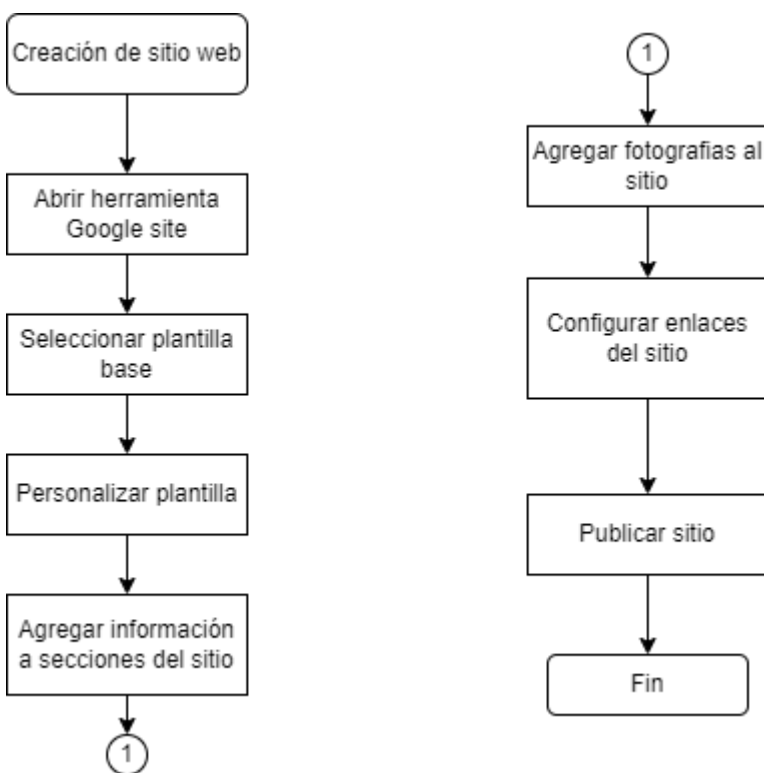 Creación de sitio web
Abrir herramienta
Google site
Seleccionar plantilla
base
Personalizar plantilla
Agregar información
a secciones del sitio
1
1
Agregar fotografias al
sitio
Configurar enlaces
del sitio
Publicar sitio
Fin